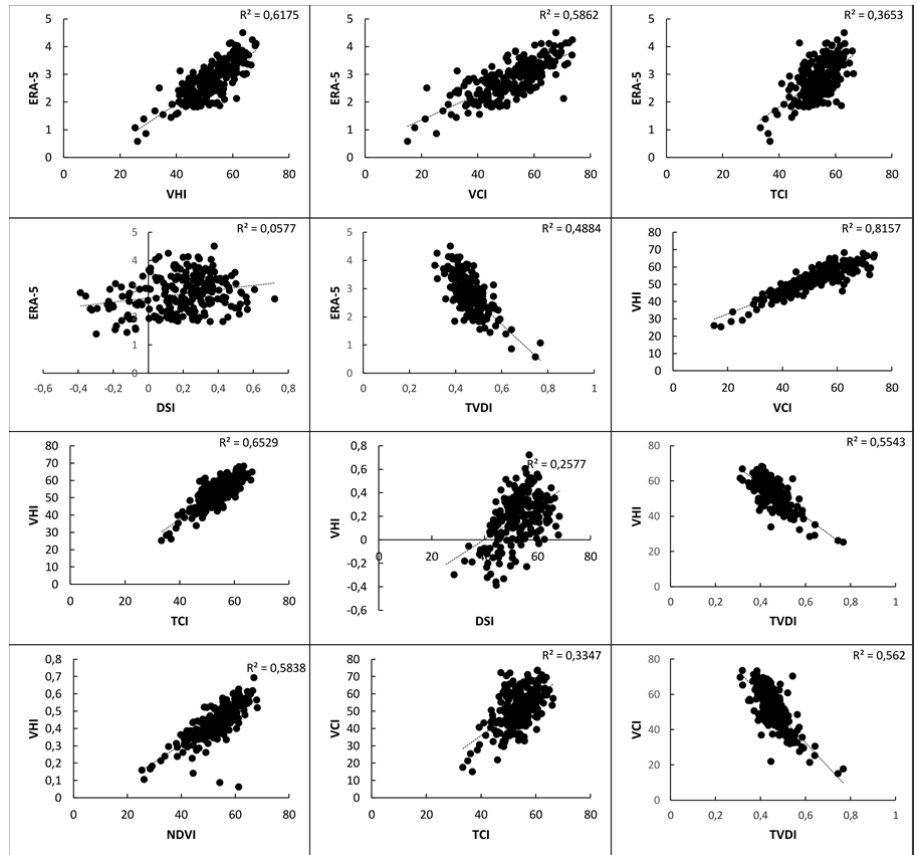 R² = 0,6175
5
4
3
2
1
0
ERA-5
0 20 40 60 80
VHI
R² = 0,5862
5
4
3
2
1
0
ERA-5
0 20 40 60 80
VCI
R² = 0,3653
5
4
3
2
1
0
ERA-5
0 20 40 60 80
TCI
R² = 0,0577
5
4
3
2
1
0
ERA-5
-0,6 -0,4 -0,2 0 0,2 0,4 0,6 0,8
DSI
R² = 0,4884
5
4
3
2
1
0
ERA-5
0 0,2 0,4 0,6 0,8 1
TVDI
R² = 0,8157
80
70
60
50
40
30
20
10
0
VHI
0 20 40 60 80
VCI
R² = 0,6529
80
70
60
50
40
30
20
10
0
VHI
0 20 40 60 80
TCI
R² = 0,2577
0,8
0,6
0,4
0,2
0
-0,2
-0,4
-0,6
VHI
0 20 40 60 80
DSI
R² = 0,5543
80
60
40
20
0
VHI
0 0,2 0,4 0,6 0,8 1
TVDI
R² = 0,5838
0,8
0,7
0,6
0,5
0,4
0,3
0,2
0,1
0
VHI
0 20 40 60 80
NDVI
R² = 0,3347
80
70
60
50
40
30
20
10
0
VCI
0 20 40 60 80
TCI
R² = 0,562
80
60
40
20
0
VCI
0 0,2 0,4 0,6 0,8 1
TVDI